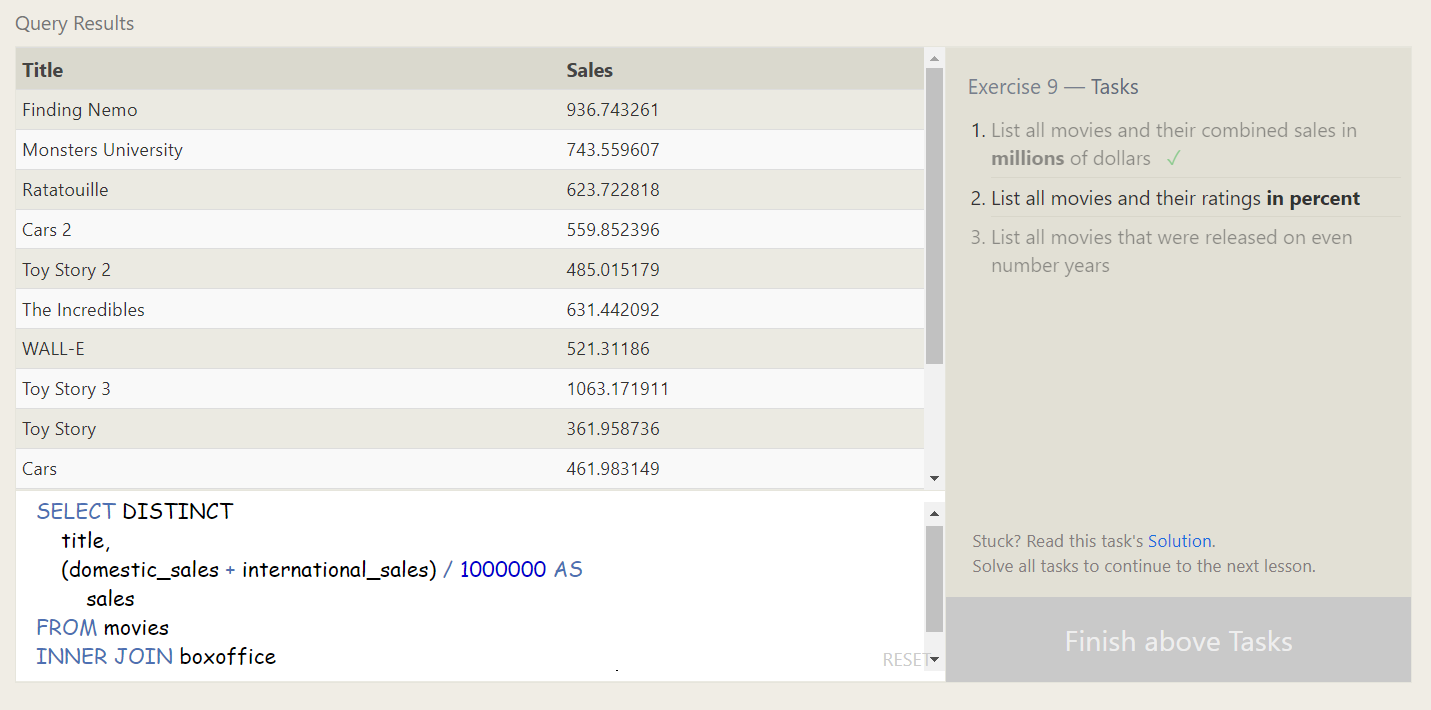 Query Results
Title Sales
Finding Nemo 936.743261
Monsters University 743.559607
Ratatouille 623.722818
Cars 2 559.852396
Toy Story 2 485.015179
The Incredibles 631.442092
WALL-E 521.31186
Toy Story 3 1063.171911
Toy Story 361.958736
Cars 461.983149
SELECT DISTINCT
title,
(domestic_sales + international_sales) / 1000000 AS
sales
FROM movies
INNER JOIN boxoffice
RESET
Exercise 9 — Tasks
1. List all movies and their combined sales in
millions of dollars ✓
2. List all movies and their ratings in percent
3. List all movies that were released on even
number years
Stuck? Read this task's Solution.
Solve all tasks to continue to the next lesson.
Finish above Tasks